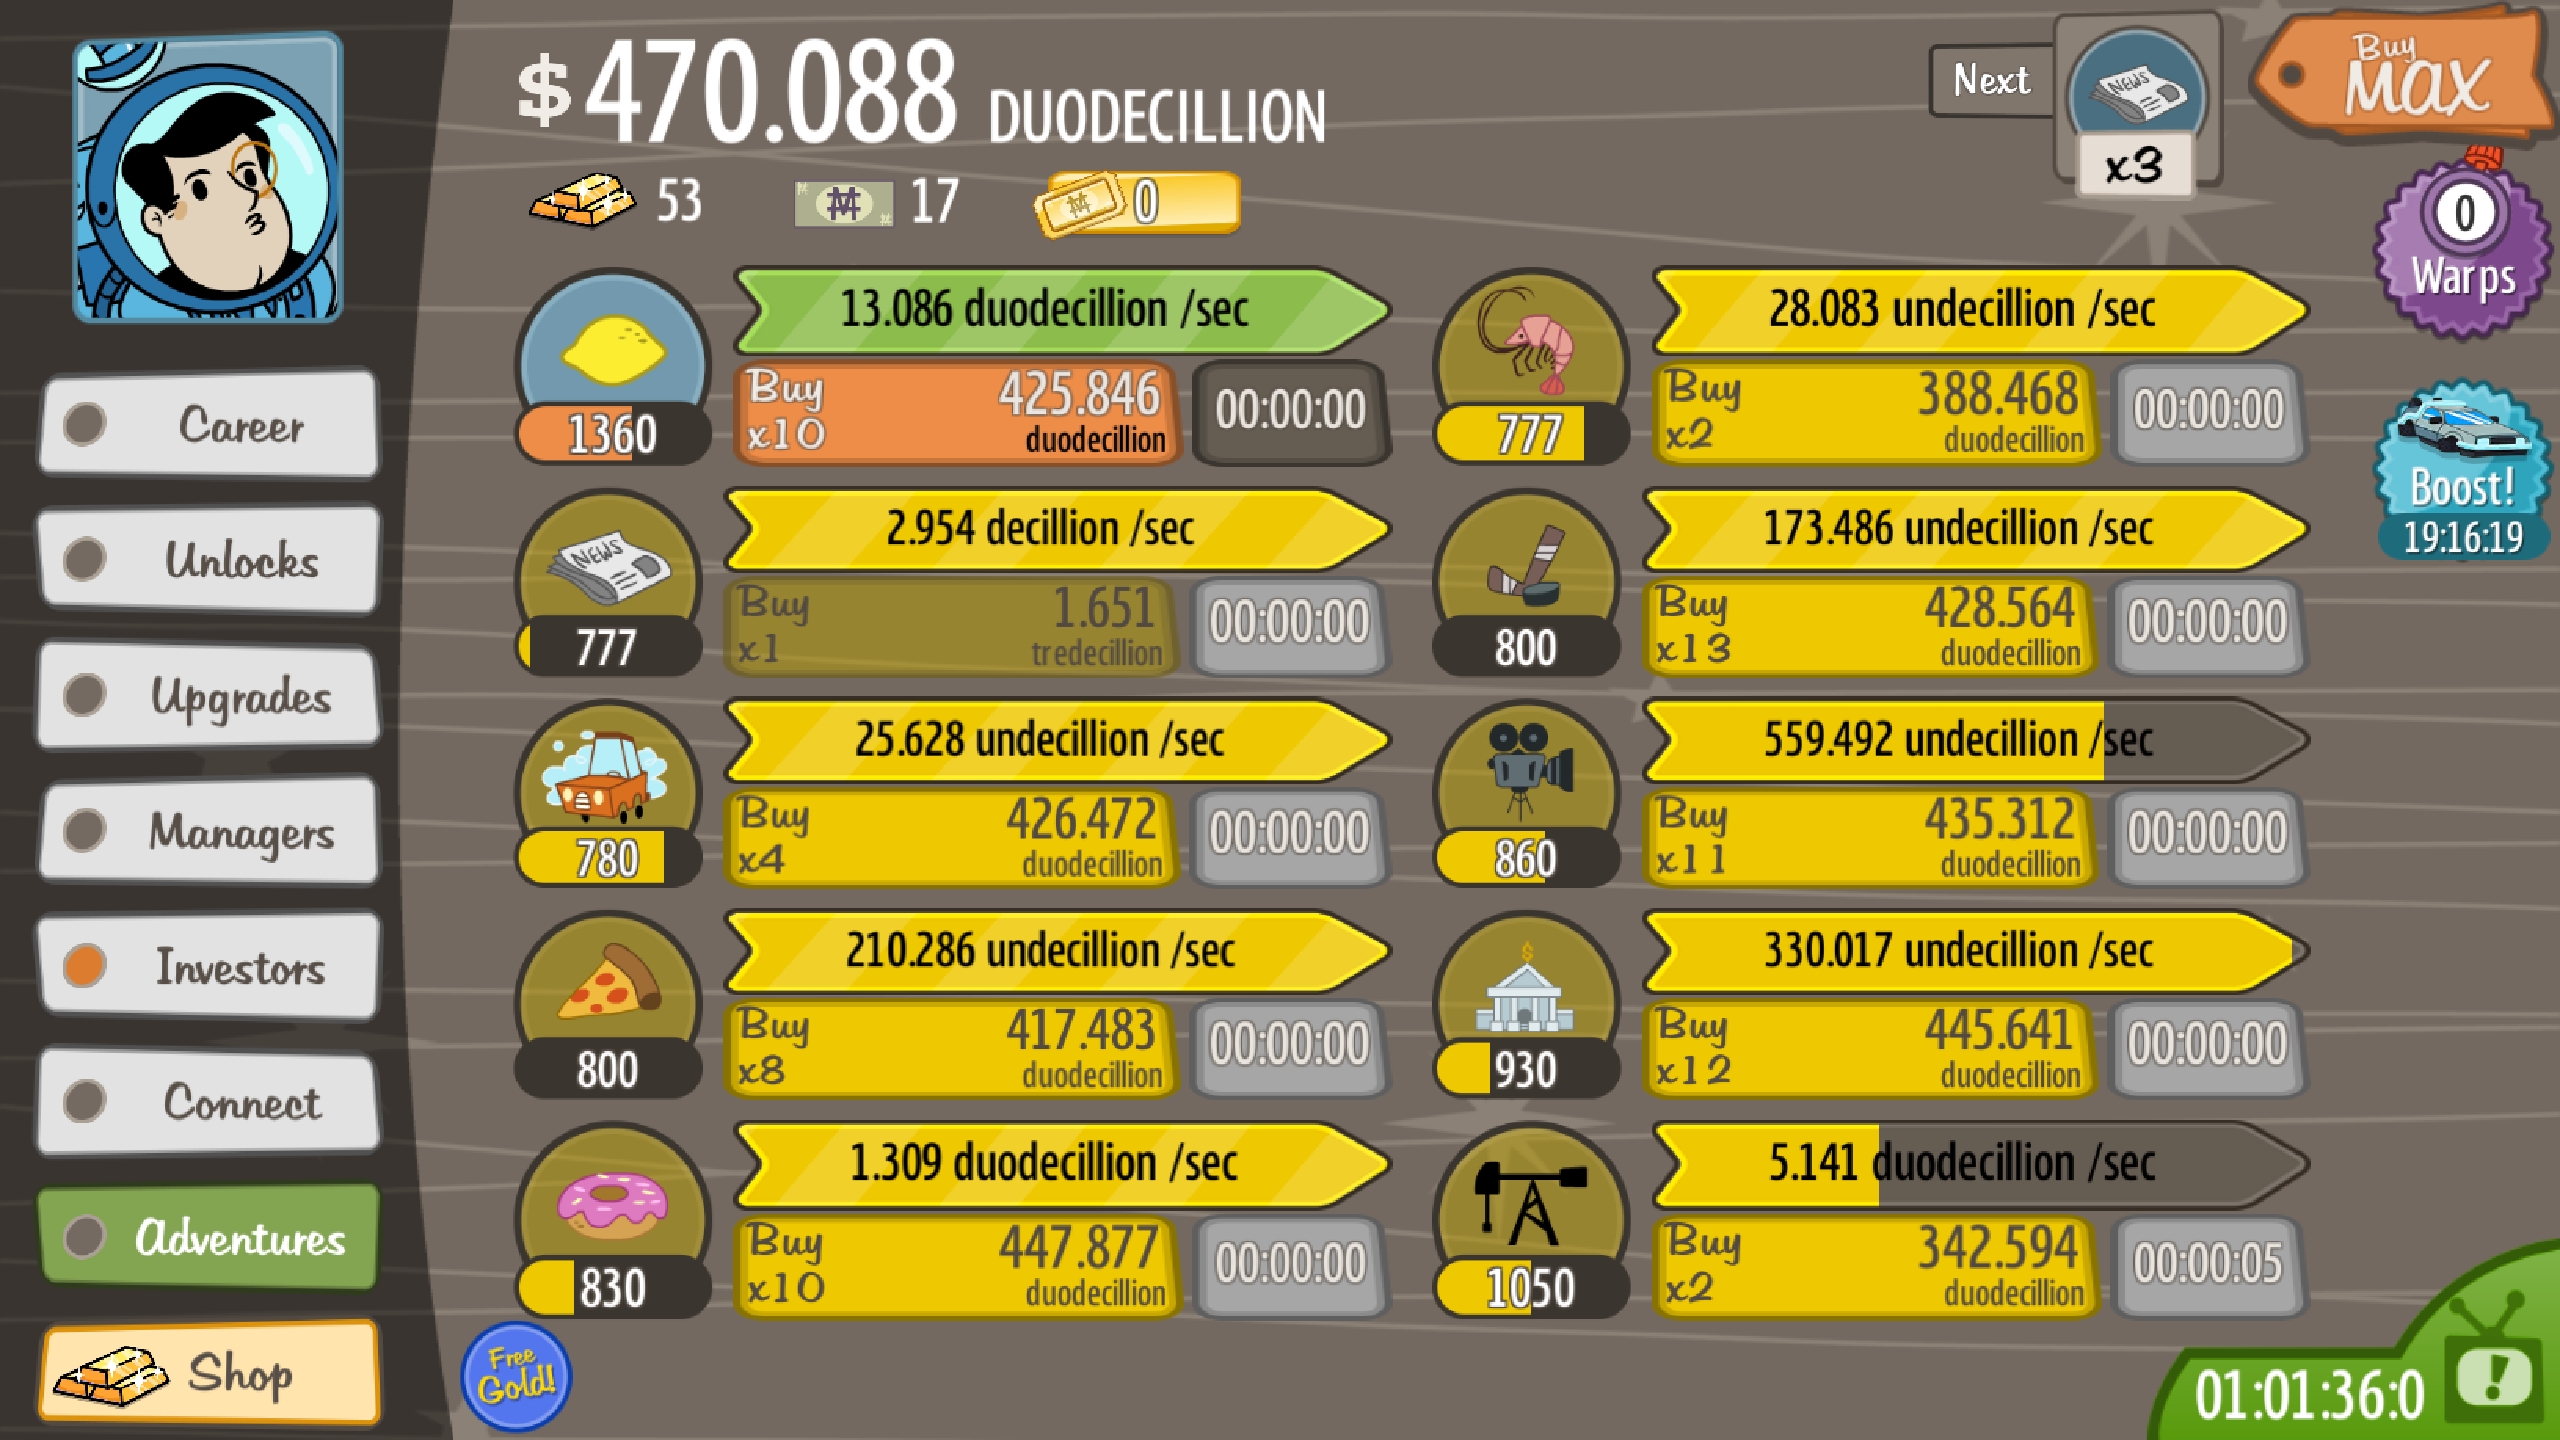 $470.088 DUODECILLION
53
17
0
Next
NEWS
x3
Buy
MAX
0
Warps
Boost!
19:16:19
Career
Unlocks
Upgrades
Managers
Investors
Connect
Adventures
Shop
13.086 duodecillion /sec
1360
Buy
x10
425.846
duodecillion
00:00:00
NEWS
2.954 decillion /sec
777
Buy
x1
1.651
tredecillion
00:00:00
25.628 undecillion /sec
780
Buy
x4
426.472
duodecillion
00:00:00
210.286 undecillion /sec
800
Buy
x8
417.483
duodecillion
00:00:00
1.309 duodecillion /sec
830
Buy
x10
447.877
duodecillion
00:00:00
28.083 undecillion /sec
777
Buy
x2
388.468
duodecillion
00:00:00
173.486 undecillion /sec
800
Buy
x13
428.564
duodecillion
00:00:00
559.492 undecillion /sec
860
Buy
x11
435.312
duodecillion
00:00:00
330.017 undecillion /sec
930
Buy
x12
445.641
duodecillion
00:00:00
5.141 duodecillion /sec
1050
Buy
x2
342.594
duodecillion
00:00:05
Free
Gold!
01:01:36:0
!